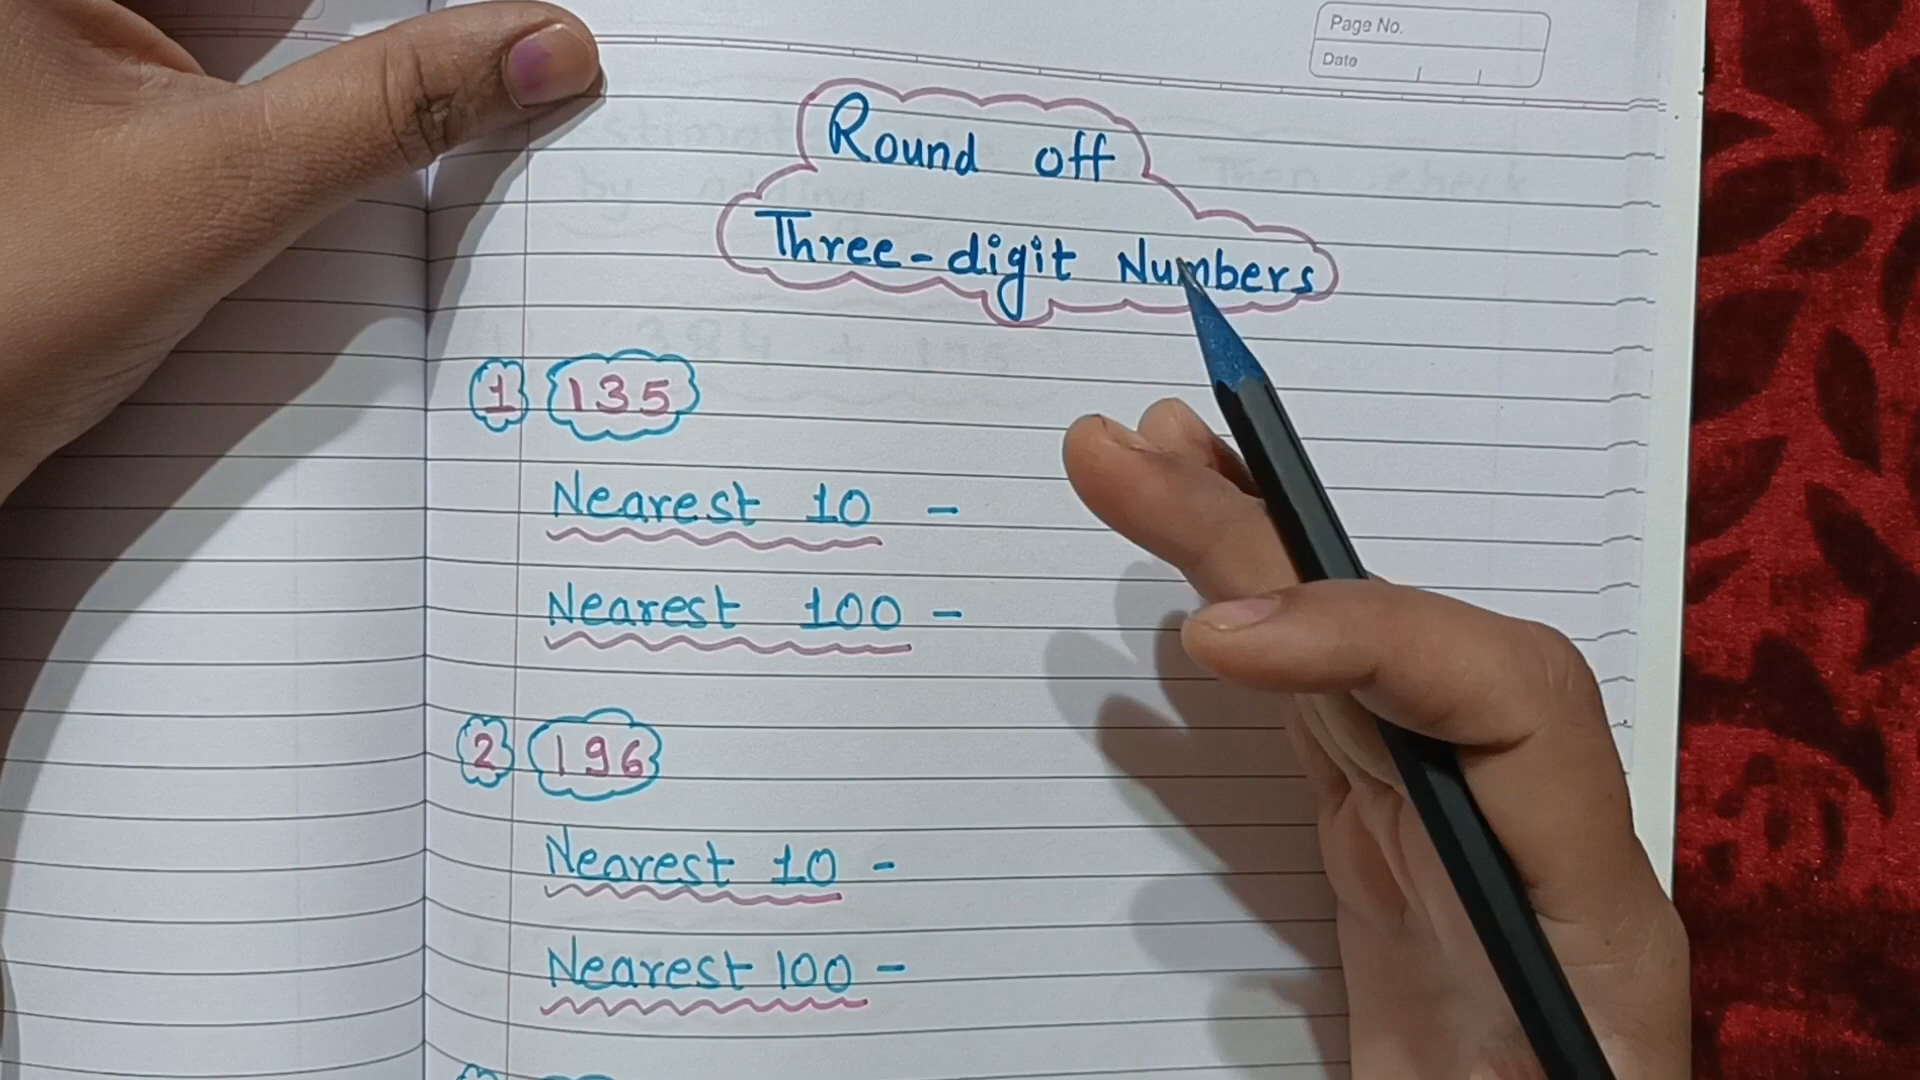 Page No.
Date
Round off
Three-digit Numbers
1 135
Nearest 10 -
Nearest 100 -
2 196
Nearest 10 -
Nearest 100 -